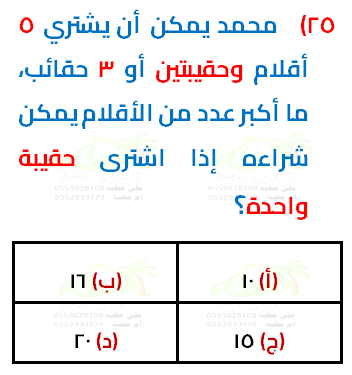 ٢٥) محمد يمكن أن يشتري ٥
أقلام وحقيبتين أو ٣ حقائب،
ما أكبر عدد من الأقلام يمكن
شراءه إذا اشترى حقيبة
واحدة؟
(أ) ١٠ (ب) ١٦
(ج) ١٥ (د) ٢٠